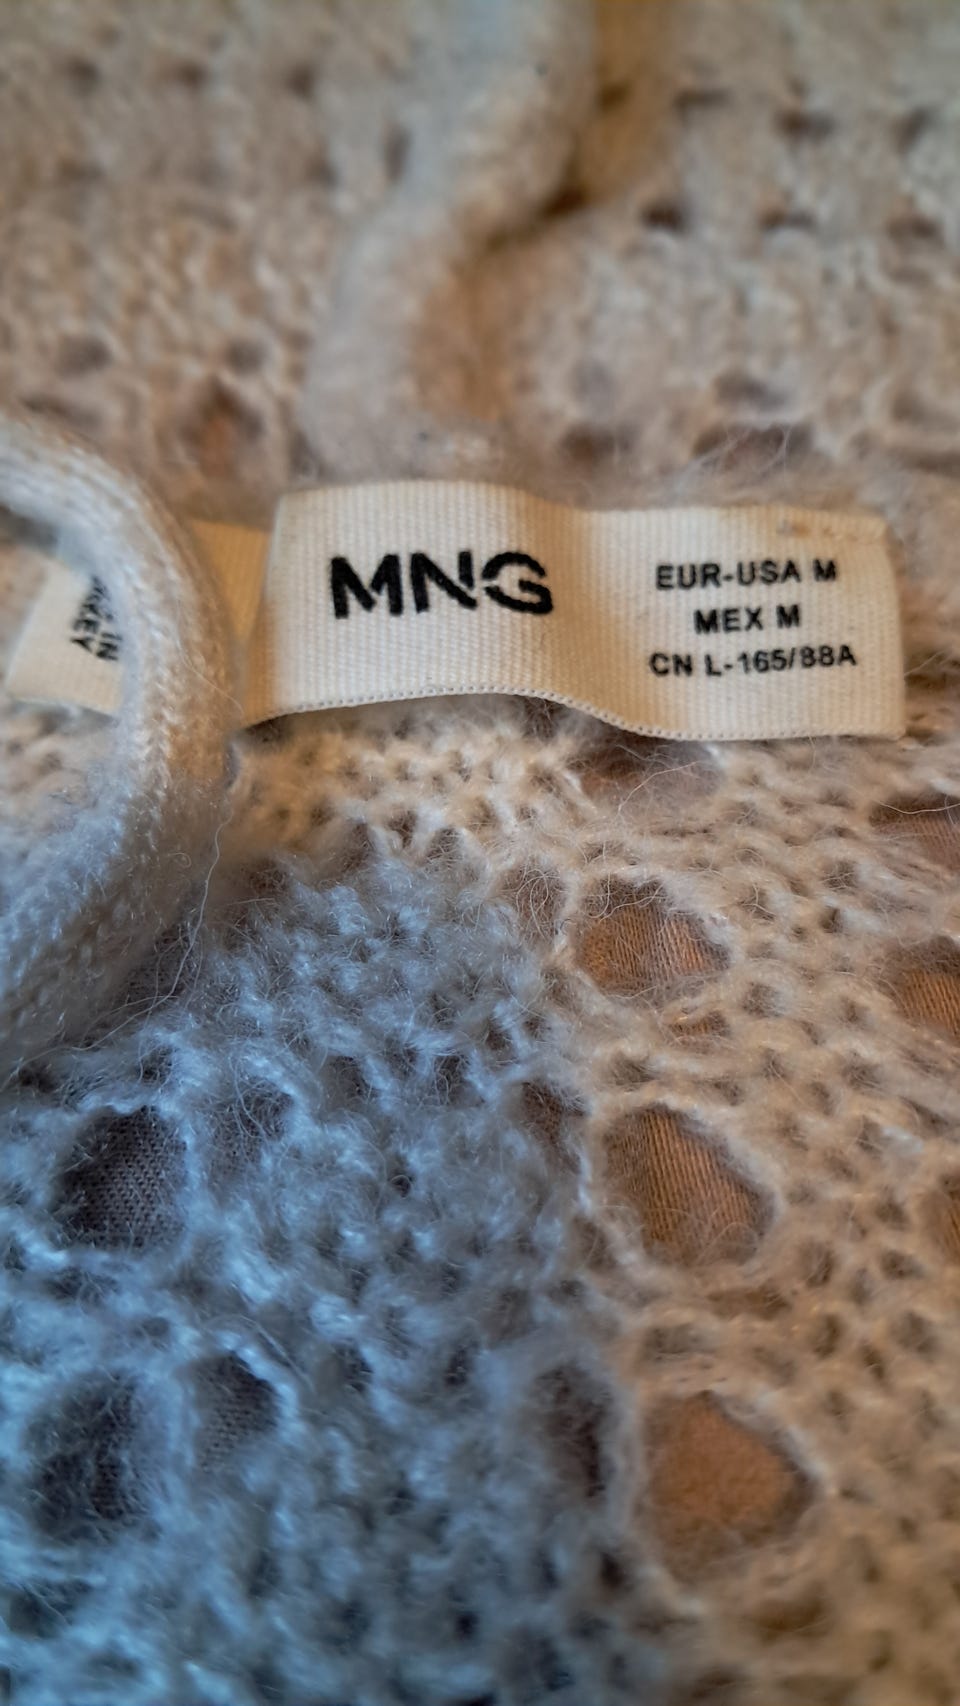 MNG
EUR-USA M
MEX M
CN L-165/88A